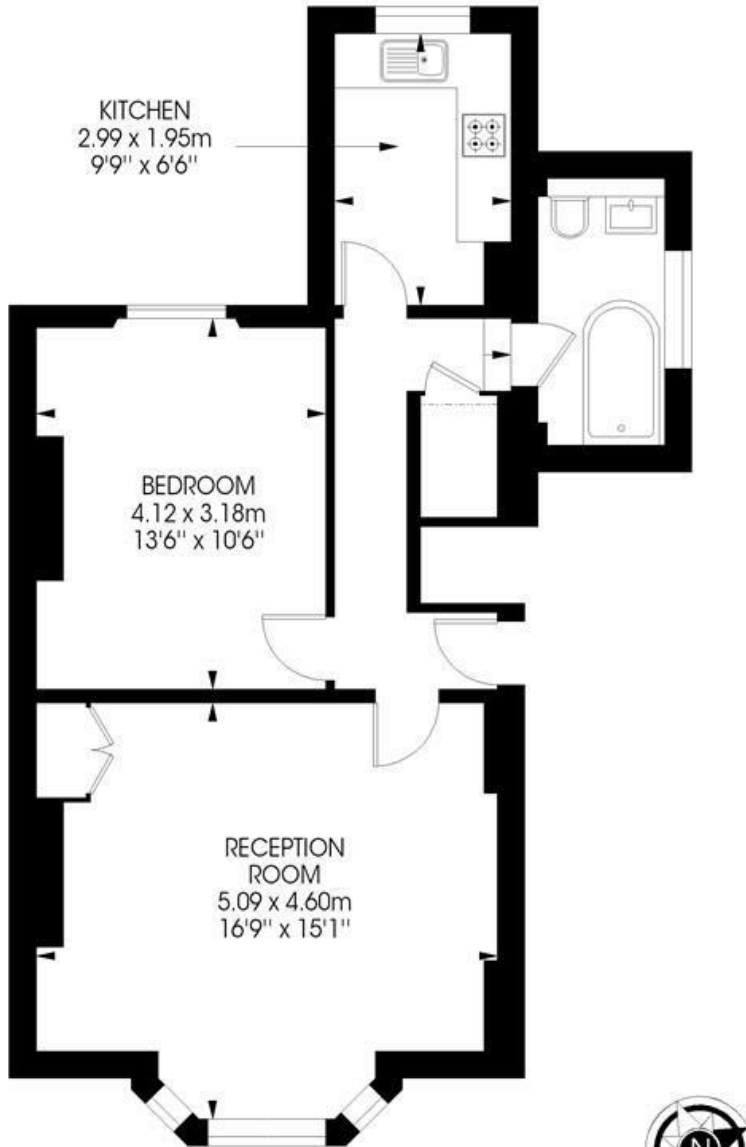 KITCHEN
2.99 x 1.95m
9'9" x 6'6"
BEDROOM
4.12 x 3.18m
13'6" x 10'6"
RECEPTION
ROOM
5.09 x 4.60m
16'9" x 15'1"
N